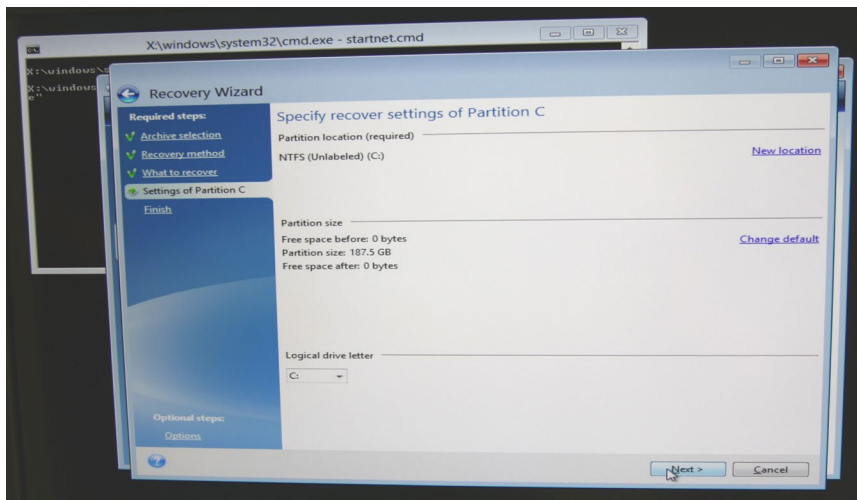 X:\windows\system32\cmd.exe - startnet.cmd
X:\windows\s
X:\windows
e"
Recovery Wizard
Required steps:
Archive selection
Recovery method
What to recover
Settings of Partition C
Finish
Optional steps:
Options
Specify recover settings of Partition C
Partition location (required)
NTFS (Unlabeled) (C:)
New location
Partition size
Free space before: 0 bytes
Change default
Partition size: 187.5 GB
Free space after: 0 bytes
Logical drive letter
C:
Next >
Cancel